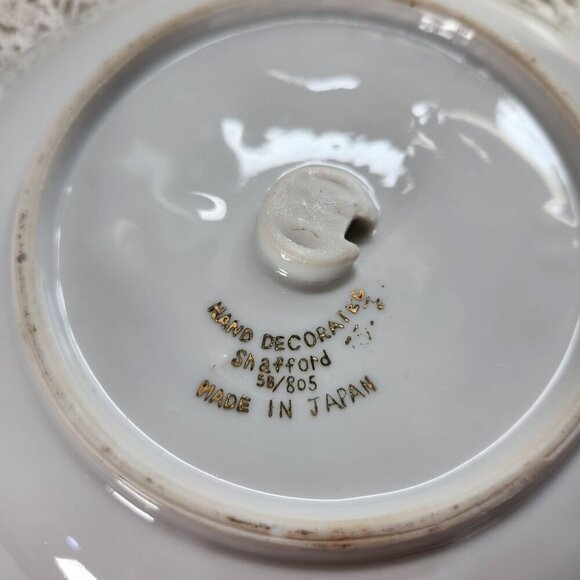 HAND DECORATED
Shafford
5B/805
MADE IN JAPAN